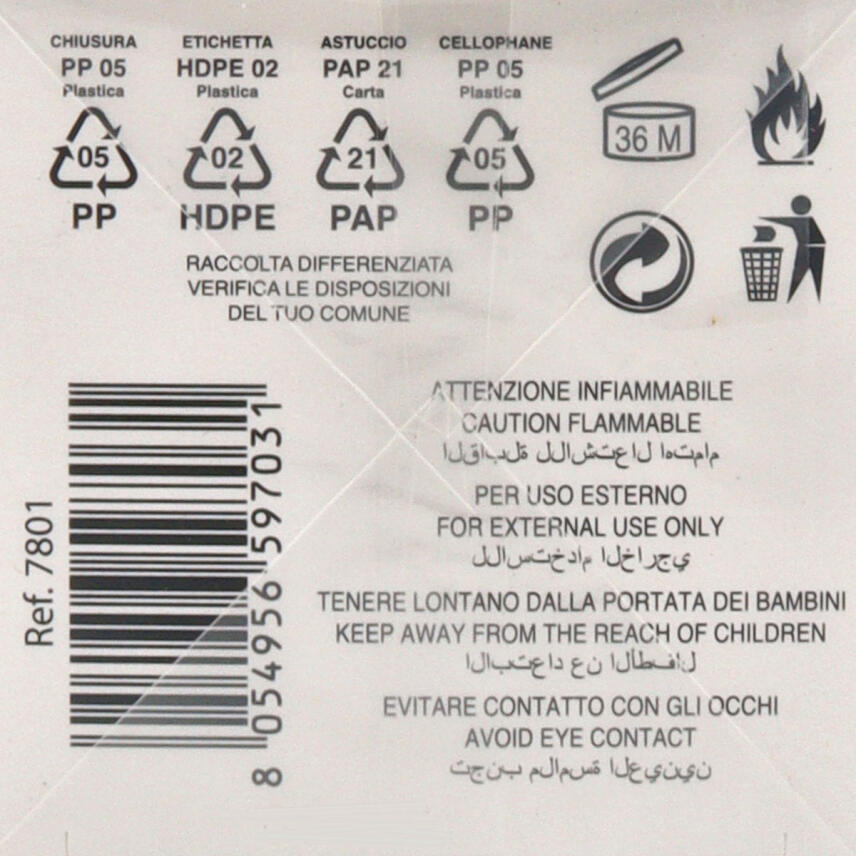 CHIUSURA ETICHETTA ASTUCCIO CELLOPHANE
PP 05 HDPE 02 PAP 21 PP 05
Plastica Plastica Carta Plastica
05 02 21 05
PP HDPE PAP PP
36 M
RACCOLTA DIFFERENZIATA
VERIFICA LE DISPOSIZIONI
DEL TUO COMUNE
Ref. 7801
8 054956 597031
ATTENZIONE INFIAMMABILE
CAUTION FLAMMABLE
القابلة للاشتعال اهتمام
PER USO ESTERNO
FOR EXTERNAL USE ONLY
للاستخدام الخارجي
TENERE LONTANO DALLA PORTATA DEI BAMBINI
KEEP AWAY FROM THE REACH OF CHILDREN
الابتعاد عن الأطفال
EVITARE CONTATTO CON GLI OCCHI
AVOID EYE CONTACT
تجنب ملامسة العينين